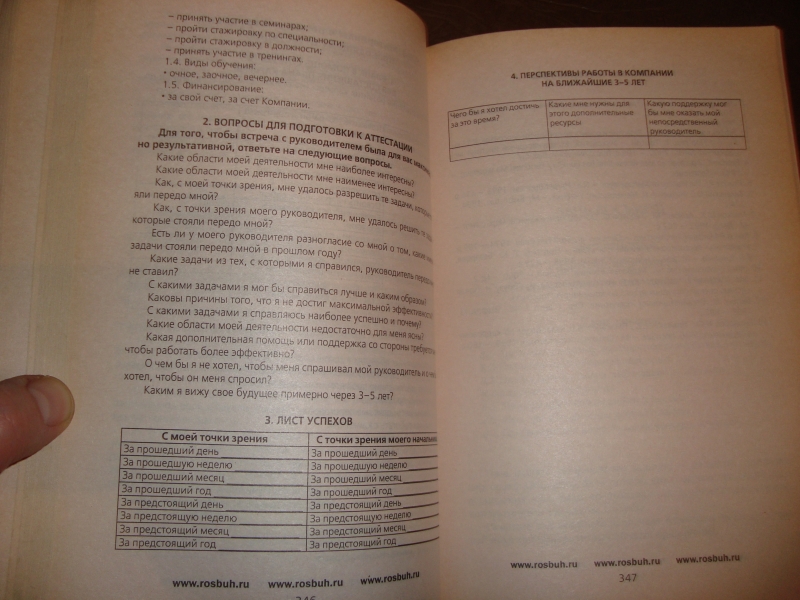 – принять участие в семинарах;
– пройти стажировку по специальности;
– пройти стажировку в должности;
– принять участие в тренингах.
1.4. Виды обучения:
• очное, заочное, вечернее.
1.5. Финансирование:
• за свой счет, за счет Компании.
2. ВОПРОСЫ ДЛЯ ПОДГОТОВКИ К АТТЕСТАЦИИ
Для того, чтобы встреча с руководителем была для вас
но результативной, ответьте на следующие вопросы.
Какие области моей деятельности мне наиболее интересны?
Какие области моей деятельности мне наименее интересны?
Как, с моей точки зрения, мне удалось разрешить те задачи,
яли передо мной?
Как, с точки зрения моего руководителя, мне удалось решить те
которые стояли передо мной?
Есть ли у моего руководителя разногласие со мной о том,
задачи стояли передо мной в прошлом году?
Какие задачи из тех, с которыми я справился, руководитель
не ставил?
С какими задачами я мог бы справиться лучше и каким образом?
Каковы причины того, что я не достиг максимальной
С какими задачами я справляюсь наиболее успешно и почему?
Какие области моей деятельности недостаточно для меня ясны?
Какая дополнительная помощь или поддержка со стороны
чтобы работать более эффективно?
О чем бы я не хотел, чтобы меня спрашивал мой руководитель
хотел, чтобы он меня спросил?
Каким я вижу свое будущее примерно через 3–5 лет?
3. ЛИСТ УСПЕХОВ
С моей точки зрения С точки зрения моего
За прошедший день За прошедший день
За прошедшую неделю За прошедшую неделю
За прошедший месяц За прошедший месяц
За прошедший год За прошедший год
За предстоящий день За предстоящий день
За предстоящую неделю За предстоящую неделю
За предстоящий месяц За предстоящий месяц
За предстоящий год За предстоящий год
www.rosbuh.ru www.rosbuh.ru www.rosbuh.ru
4. ПЕРСПЕКТИВЫ РАБОТЫ В КОМПАНИИ
НА БЛИЖАЙШИЕ 3–5 ЛЕТ
Чего бы я хотел достичь Какие мне нужны для Какую поддержку мог
за это время? этого дополнительные бы оказать мой
ресурсы непосредственный
руководитель
www.rosbuh.ru www.rosbuh.ru www.rosbuh.ru
347